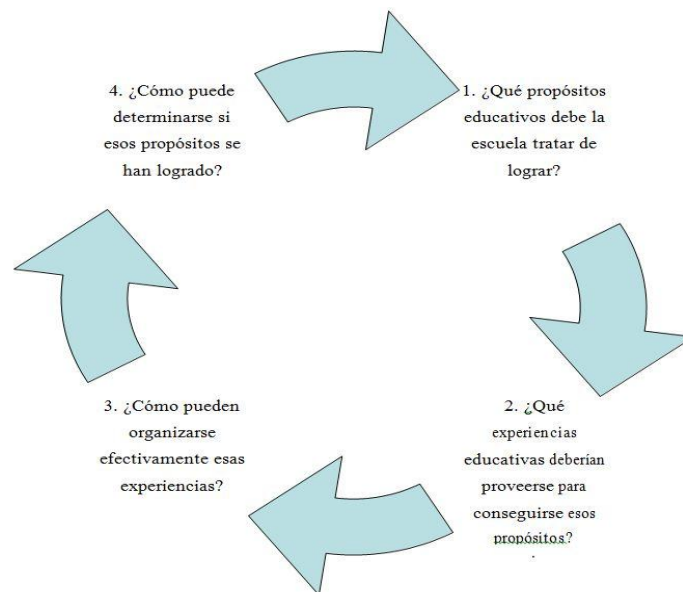 1. ¿Qué propósitos
educativos debe la
escuela tratar de
lograr?
2. ¿Qué
experiencias
educativas deberían
proveerse para
conseguirse esos
propósitos?
.
3. ¿Cómo pueden
organizarse
efectivamente esas
experiencias?
4. ¿Cómo puede
determinarse si
esos propósitos se
han logrado?